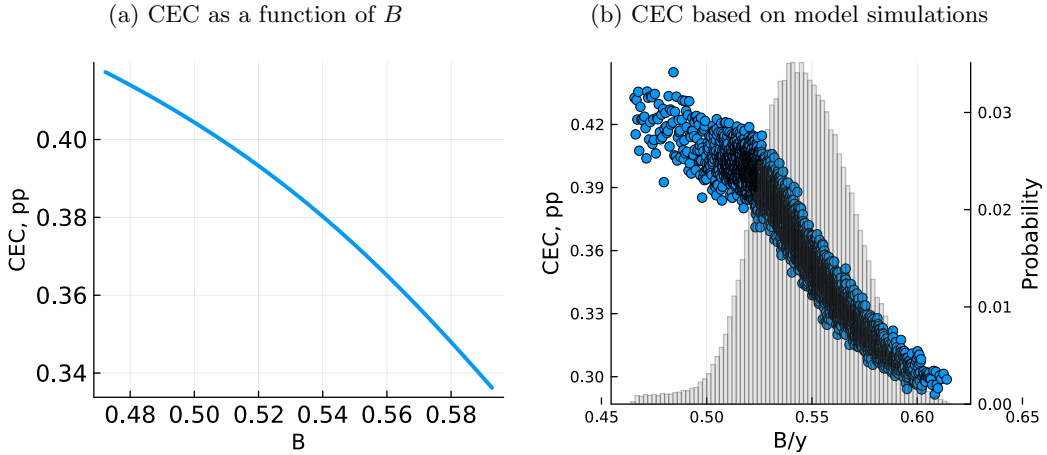 (a) CEC as a function of B
CEC, pp
0.40
0.38
0.36
0.34
0.48 0.50 0.52 0.54 0.56 0.58
B
(b) CEC based on model simulations
CEC, pp
0.42
0.39
0.36
0.33
0.30
0.45 0.50 0.55 0.60 0.65
B/y
0.03
0.02
0.01
0.00
Probability